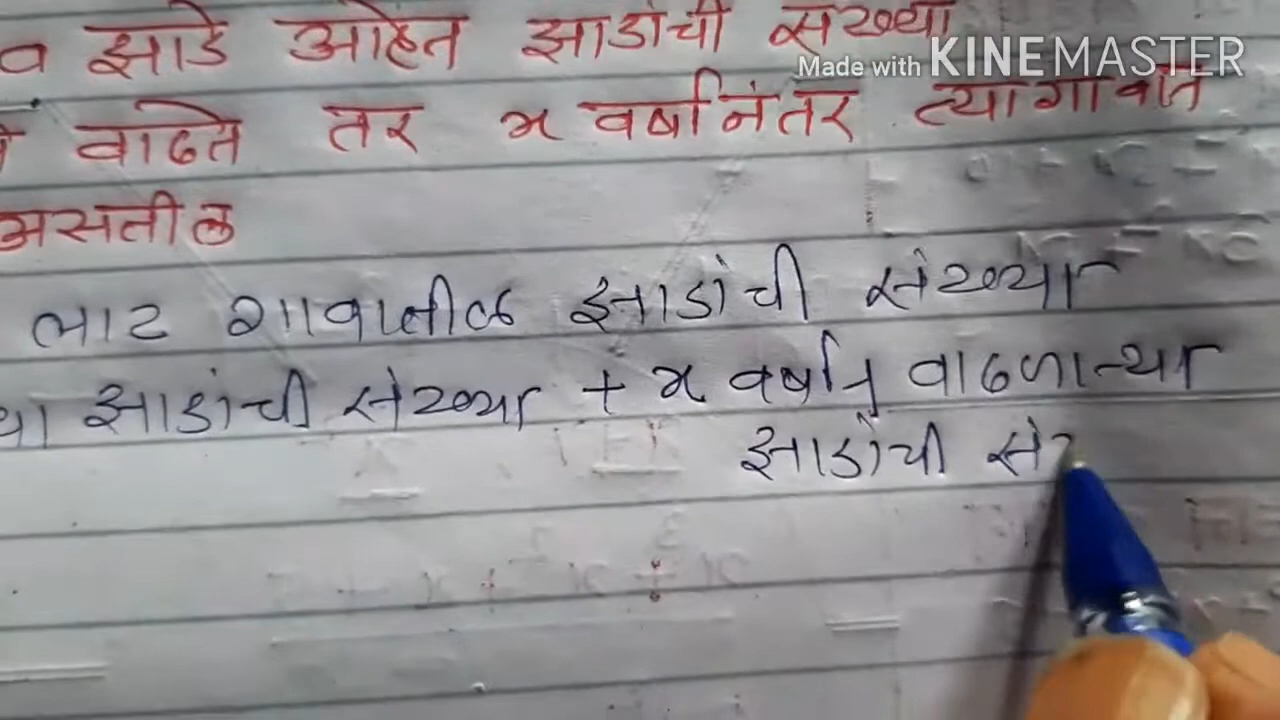 व झाडे आहेत झाडांची संख्या
Made with KINEMASTER
ने वाढते तर x वर्षानंतर त्यागावात
असतील
गावातील झाडांची संख्या
झाडांची संख्या + x वर्षात वाढणाऱ्या
झाडांची सं